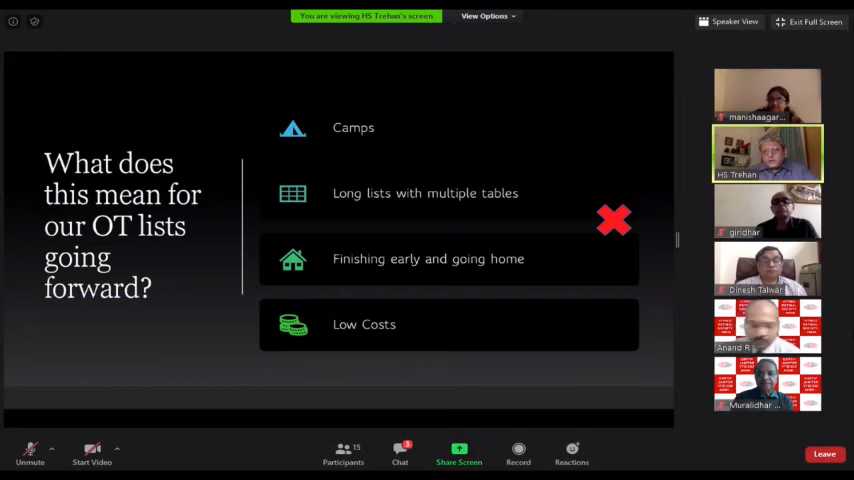 You are viewing HS Trehan's screen
View Options
Speaker View
Exit Full Screen
What does
this mean for
our OT lists
going
forward?
Camps
Long lists with multiple tables
Finishing early and going home
Low Costs
manishaagar...
HS Trehan
giridhar
Dinesh Talwar
Anand R
Muralidhar ...
Unmute
Start Video
15
Participants
3
Chat
Share Screen
Record
Reactions
Leave